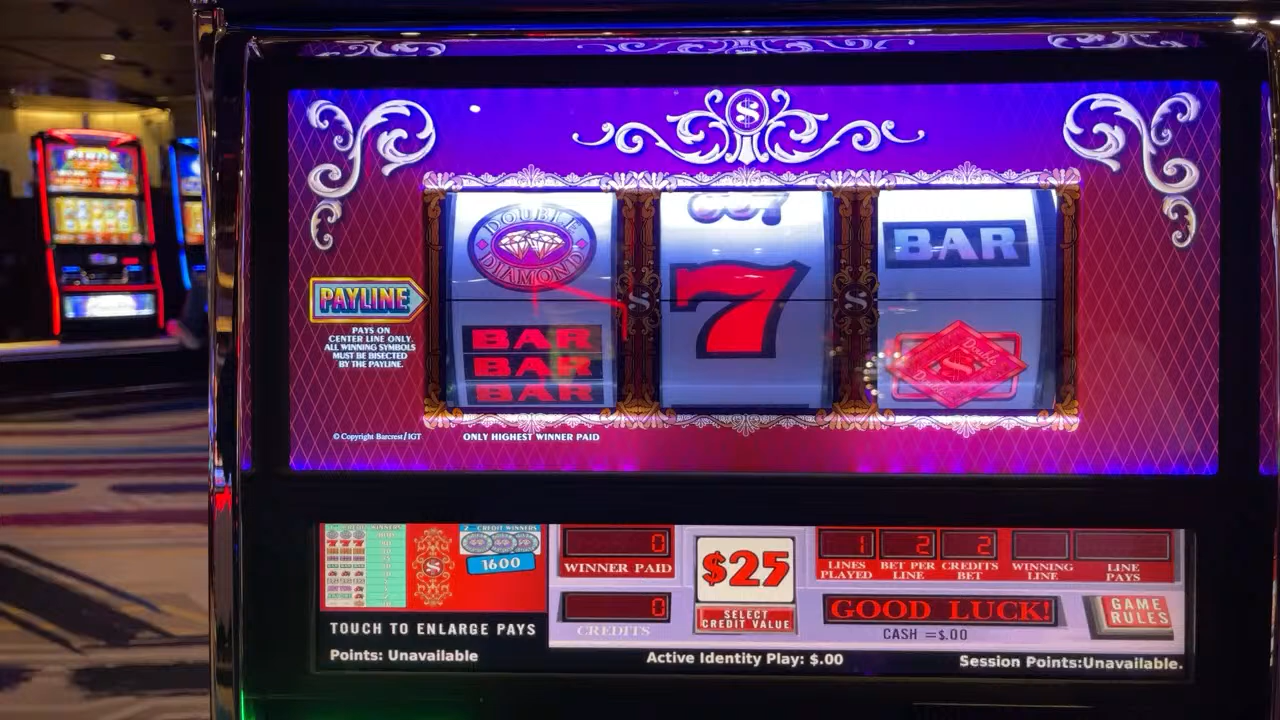 DOUBLE
DIAMOND
7
BAR
PAYLINE
PAYS ON
CENTER LINE ONLY.
ALL WINNING SYMBOLS
MUST BE BISECTED
BY THE PAYLINE.
BAR
BAR
BAR
Double
© Copyright Barcrest/IGT
ONLY HIGHEST WINNER PAID
2 CREDIT WINNERS
1600
TOUCH TO ENLARGE PAYS
Points: Unavailable
0
WINNER PAID
0
CREDITS
$25
SELECT
CREDIT VALUE
1 2 2
LINES PLAYED BET PER LINE CREDITS BET WINNING LINE LINE PAYS
GOOD LUCK!
CASH =$.00
GAME
RULES
Active Identity Play: $.00
Session Points:Unavailable.